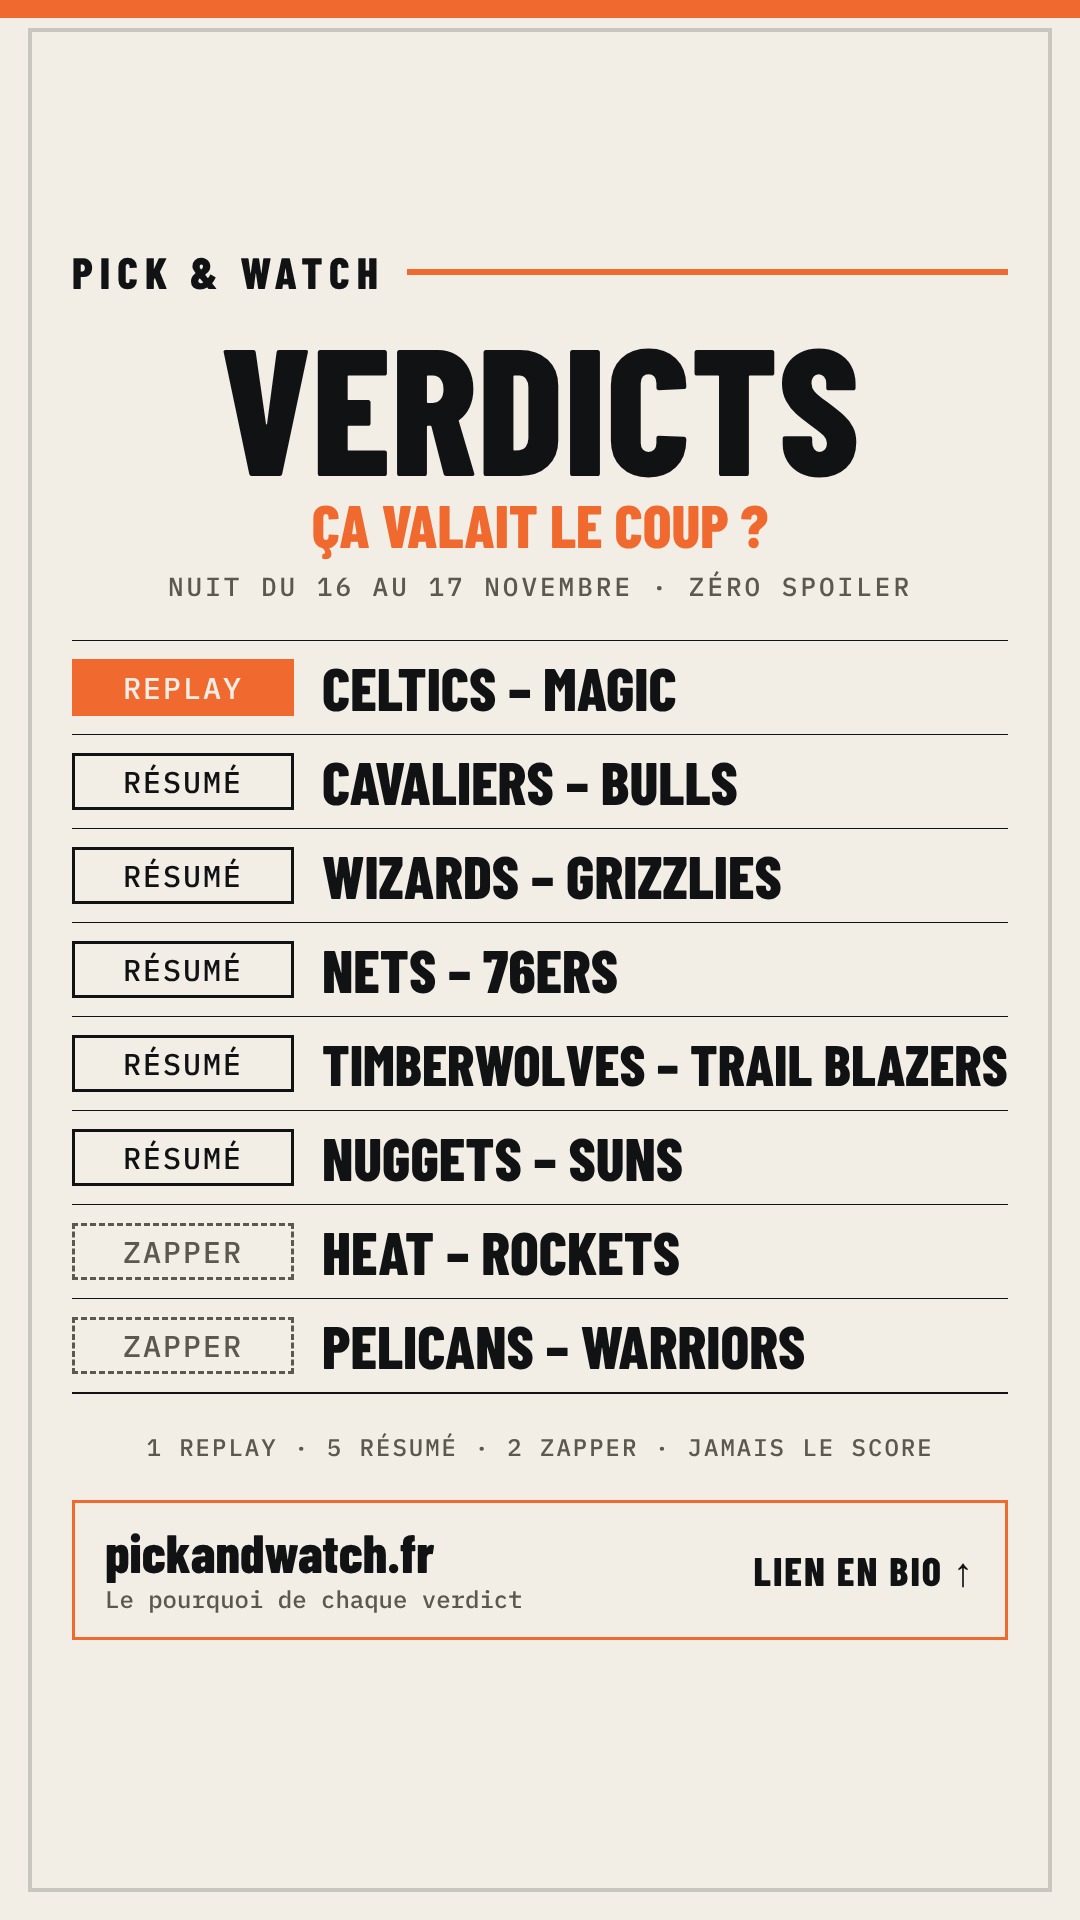 PICK & WATCH
VERDICTS
ÇA VALAIT LE COUP ?
NUIT DU 16 AU 17 NOVEMBRE · ZÉRO SPOILER
REPLAY CELTICS – MAGIC
RÉSUMÉ CAVALIERS – BULLS
RÉSUMÉ WIZARDS – GRIZZLIES
RÉSUMÉ NETS – 76ERS
RÉSUMÉ TIMBERWOLVES – TRAIL BLAZERS
RÉSUMÉ NUGGETS – SUNS
ZAPPER HEAT – ROCKETS
ZAPPER PELICANS – WARRIORS
1 REPLAY · 5 RÉSUMÉ · 2 ZAPPER · JAMAIS LE SCORE
pickandwatch.fr
Le pourquoi de chaque verdict
LIEN EN BIO ↑